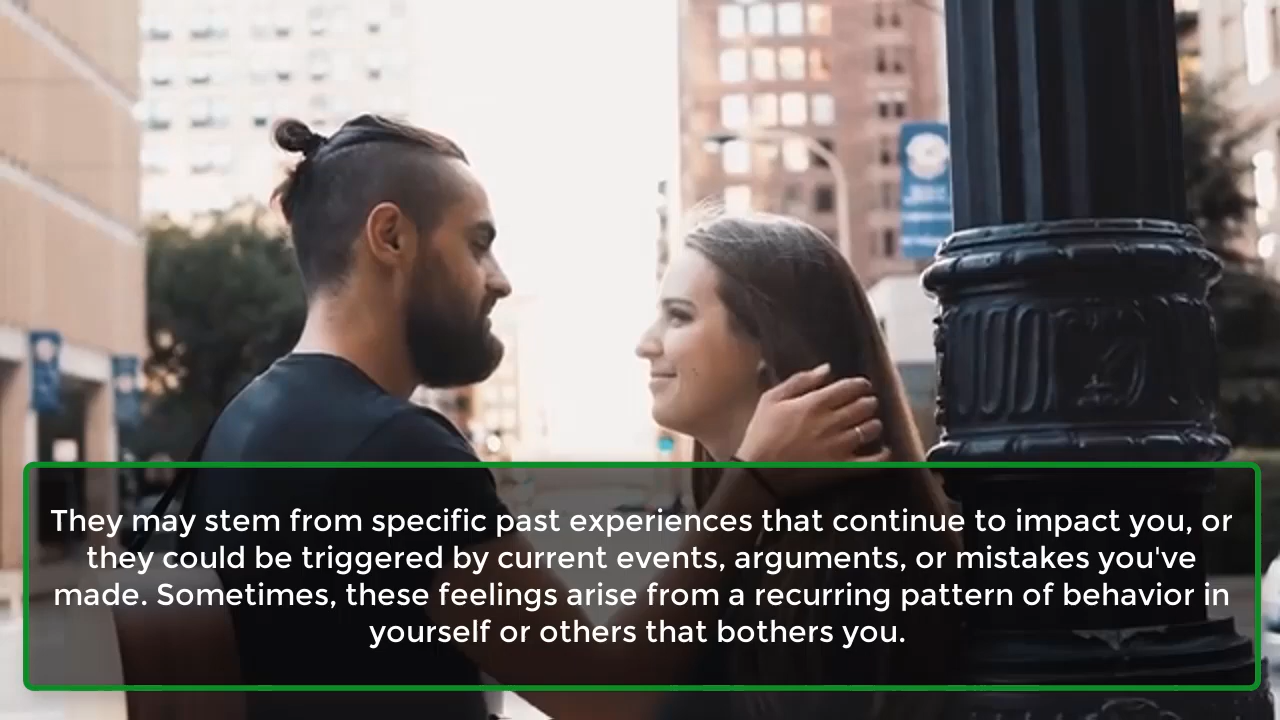 They may stem from specific past experiences that continue to impact you, or
they could be triggered by current events, arguments, or mistakes you've
made. Sometimes, these feelings arise from a recurring pattern of behavior in
yourself or others that bothers you.